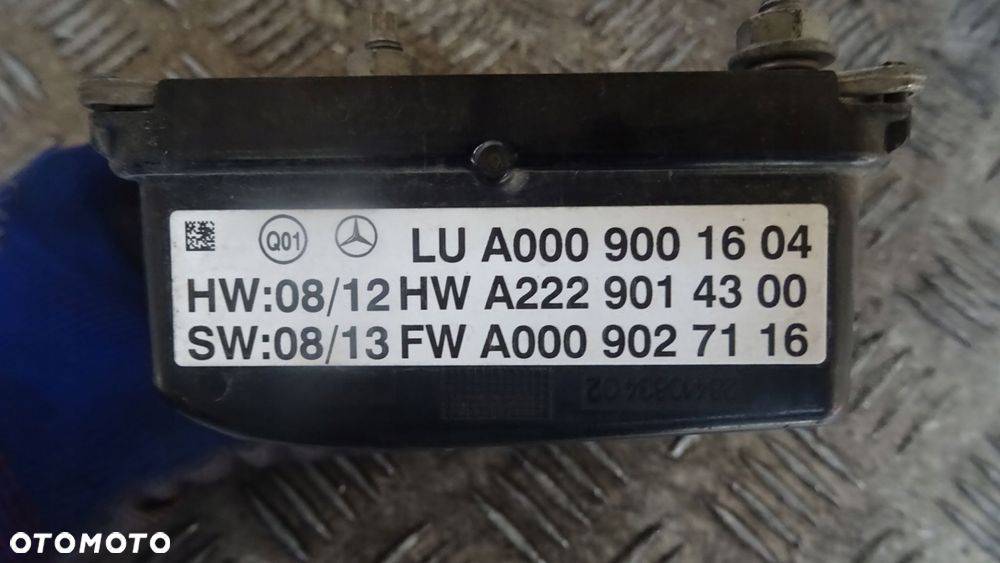 Q01 LU A000 900 16 04
HW:08/12 HW A222 901 43 00
SW:08/13 FW A000 902 71 16
OTOMOTO